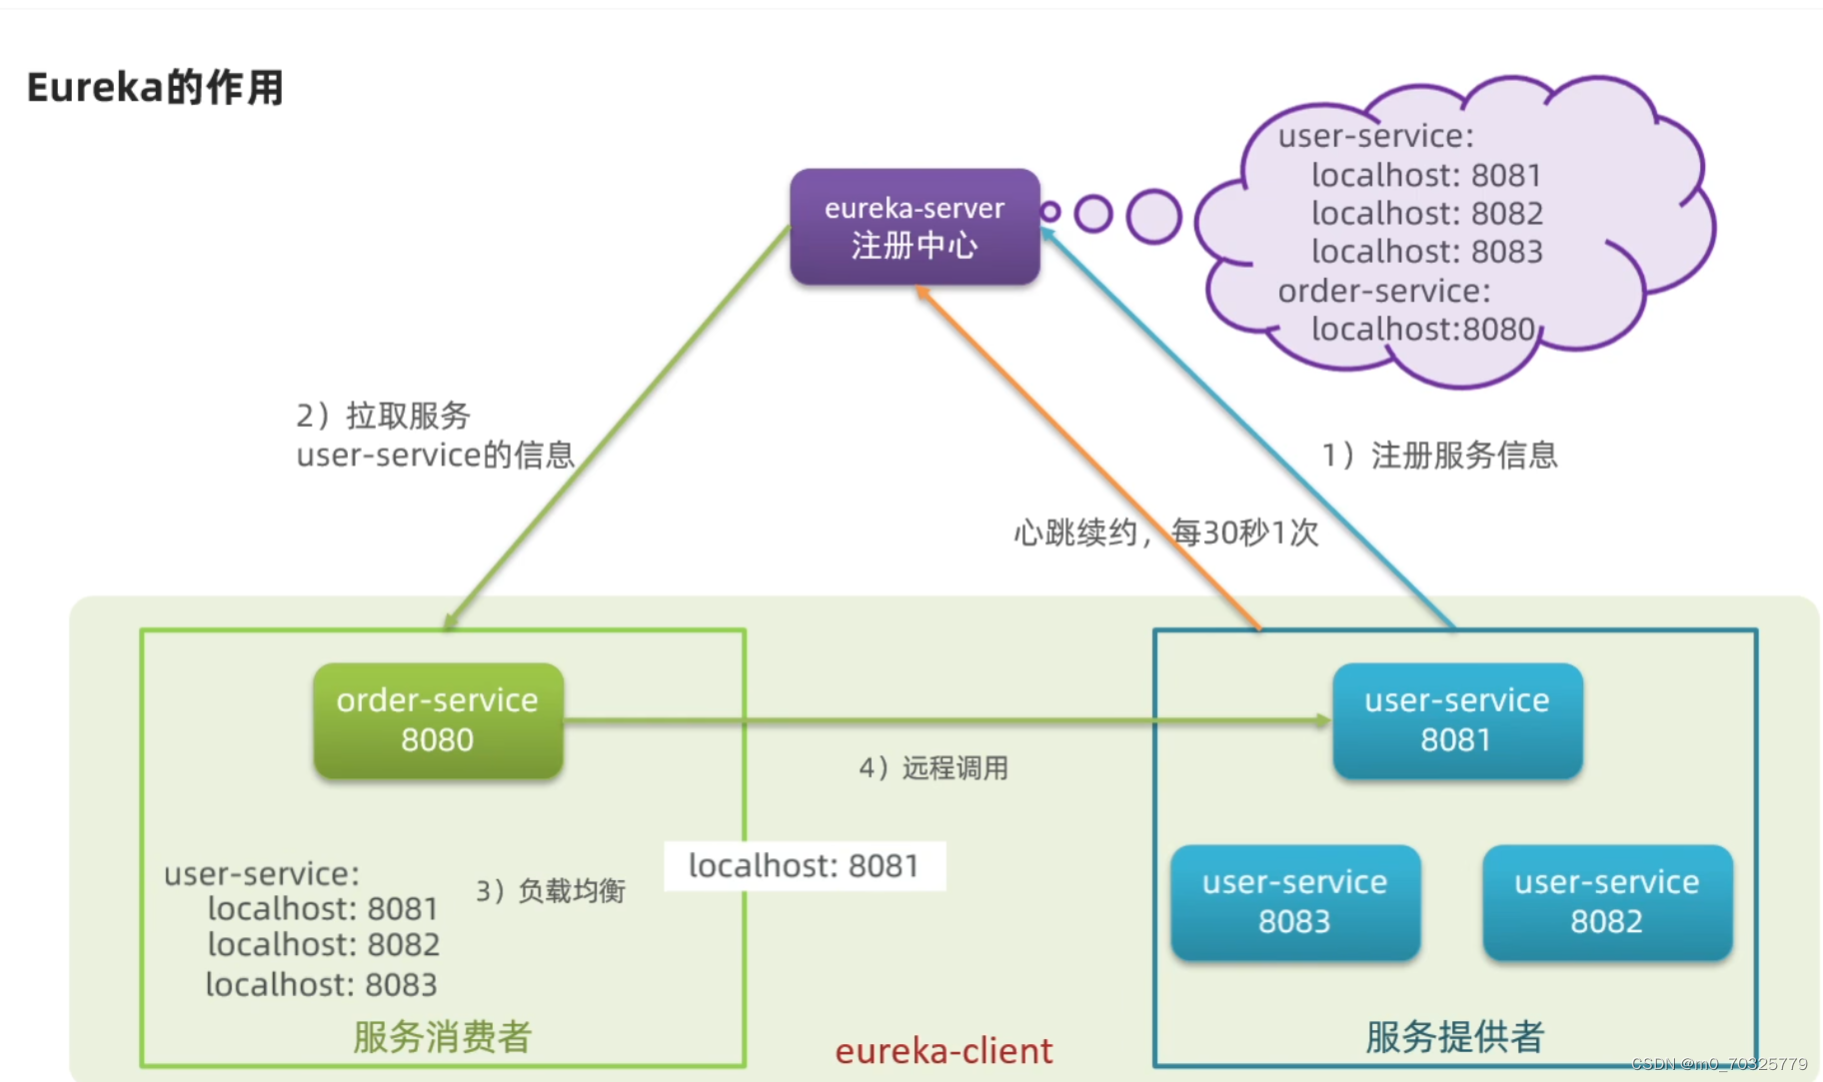 Eureka的作用
eureka-server
注册中心
user-service:
localhost: 8081
localhost: 8082
localhost: 8083
order-service:
localhost:8080
2）拉取服务
user-service的信息
1）注册服务信息
心跳续约，每30秒1次
order-service
8080
4）远程调用
user-service
8081
user-service:
localhost: 8081
localhost: 8082
localhost: 8083
3）负载均衡
localhost: 8081
user-service
8083
user-service
8082
服务消费者
eureka-client
服务提供者
CSDN @m0_70325779